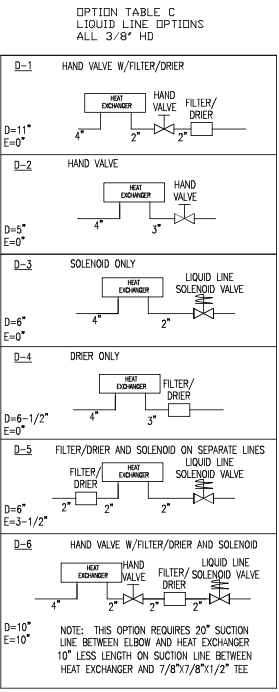 OPTION TABLE C
LIQUID LINE OPTIONS
ALL 3/8" HD
D-1 HAND VALVE W/FILTER/DRIER
HEAT
EXCHANGER
HAND
VALVE
FILTER/
DRIER
4" 2" 2"
D=11"
E=0"
D-2 HAND VALVE
HEAT
EXCHANGER
HAND
VALVE
4" 3"
D=5"
E=0"
D-3 SOLENOID ONLY
HEAT
EXCHANGER
LIQUID LINE
SOLENOID VALVE
4" 2"
D=6"
E=0"
D-4 DRIER ONLY
HEAT
EXCHANGER
FILTER/
DRIER
4" 3"
D=6-1/2"
E=0"
D-5 FILTER/DRIER AND SOLENOID ON SEPARATE LINES
FILTER/
DRIER
HEAT
EXCHANGER
LIQUID LINE
SOLENOID VALVE
2" 2" 2"
D=6"
E=3-1/2"
D-6 HAND VALVE W/FILTER/DRIER AND SOLENOID
HEAT
EXCHANGER
HAND
VALVE
FILTER/
DRIER
LIQUID LINE
SOLENOID VALVE
4" 2" 2" 2"
D=10"
E=10"
NOTE: THIS OPTION REQUIRES 20" SUCTION
LINE BETWEEN ELBOW AND HEAT EXCHANGER
10" LESS LENGTH ON SUCTION LINE BETWEEN
HEAT EXCHANGER AND 7/8"X7/8"X1/2" TEE